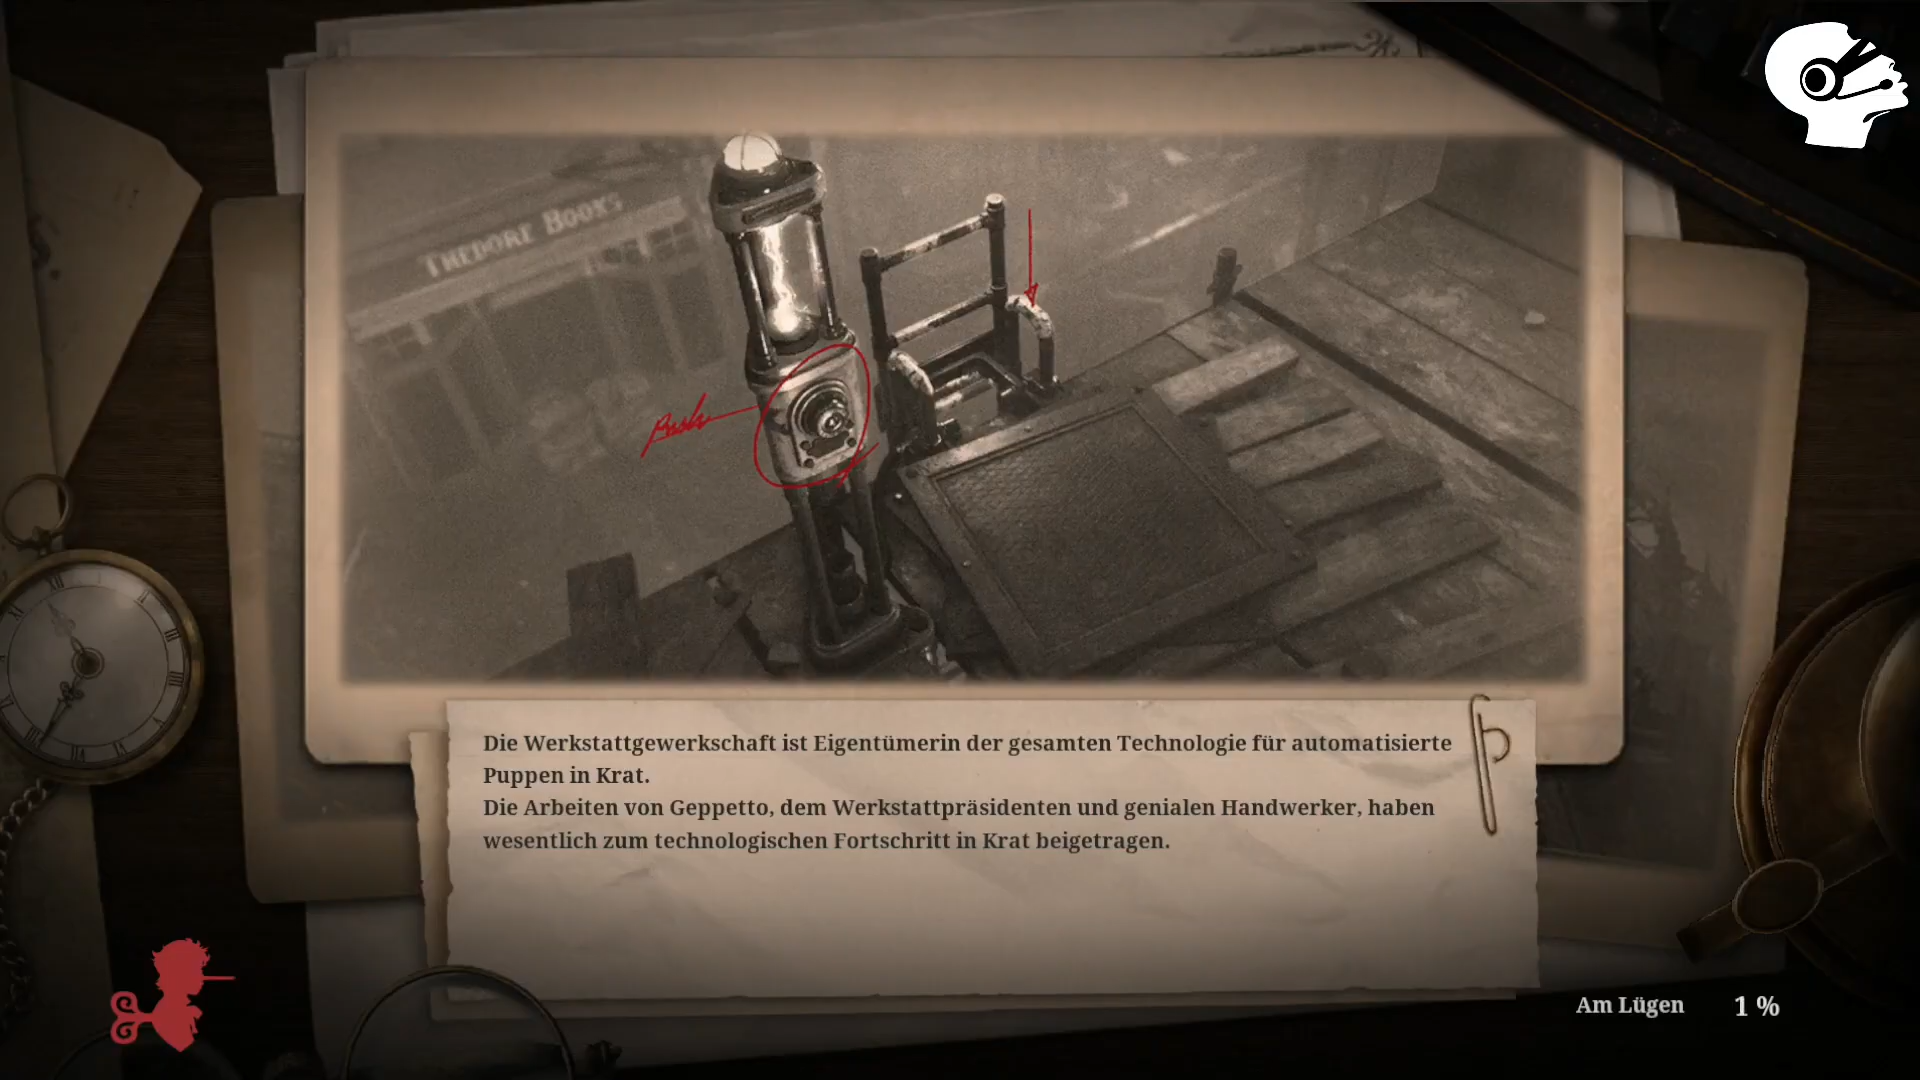 THEDORE BOOKS
Push
Die Werkstattgewerkschaft ist Eigentümerin der gesamten Technologie für automatisierte
Puppen in Krat.
Die Arbeiten von Geppetto, dem Werkstattpräsidenten und genialen Handwerker, haben
wesentlich zum technologischen Fortschritt in Krat beigetragen.
Am Lügen 1 %